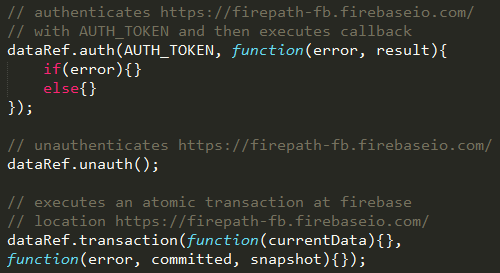 // authenticates https://firepath-fb.firebaseio.com/
// with AUTH_TOKEN and then executes callback
dataRef.auth(AUTH_TOKEN, function(error, result){
    if(error){}
    else{}
});

// unauthenticates https://firepath-fb.firebaseio.com/
dataRef.unauth();

// executes an atomic transaction at firebase
// location https://firepath-fb.firebaseio.com/
dataRef.transaction(function(currentData){},
function(error, committed, snapshot){});